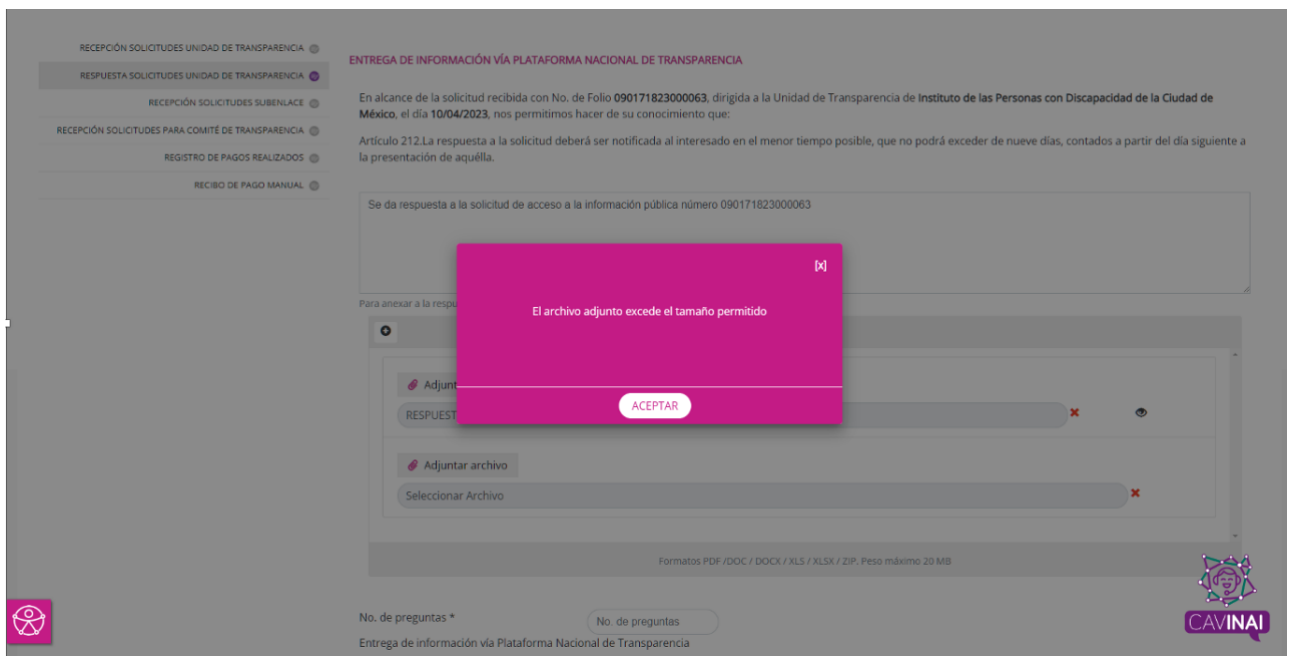 RECEPCIÓN SOLICITUDES UNIDAD DE TRANSPARENCIA
RESPUESTA SOLICITUDES UNIDAD DE TRANSPARENCIA
RECEPCIÓN SOLICITUDES SUBENLACE
RECEPCIÓN SOLICITUDES PARA COMITÉ DE TRANSPARENCIA
REGISTRO DE PAGOS REALIZADOS
RECIBO DE PAGO MANUAL
ENTREGA DE INFORMACIÓN VÍA PLATAFORMA NACIONAL DE TRANSPARENCIA
En alcance de la solicitud recibida con No. de Folio 090171823000063, dirigida a la Unidad de Transparencia de Instituto de las Personas con Discapacidad de la Ciudad de
México, el día 10/04/2023, nos permitimos hacer de su conocimiento que:
Artículo 212.La respuesta a la solicitud deberá ser notificada al interesado en el menor tiempo posible, que no podrá exceder de nueve días, contados a partir del día siguiente a
la presentación de aquélla.
Se da respuesta a la solicitud de acceso a la información pública número 090171823000063
[x]
El archivo adjunto excede el tamaño permitido
ACEPTAR
Para anexar a la respu
Adjunt
RESPUEST
Adjuntar archivo
Seleccionar Archivo
Formatos PDF /DOC / DOCX / XLS / XLSX / ZIP. Peso máximo 20 MB
No. de preguntas *
No. de preguntas
Entrega de información vía Plataforma Nacional de Transparencia
CAVINAI